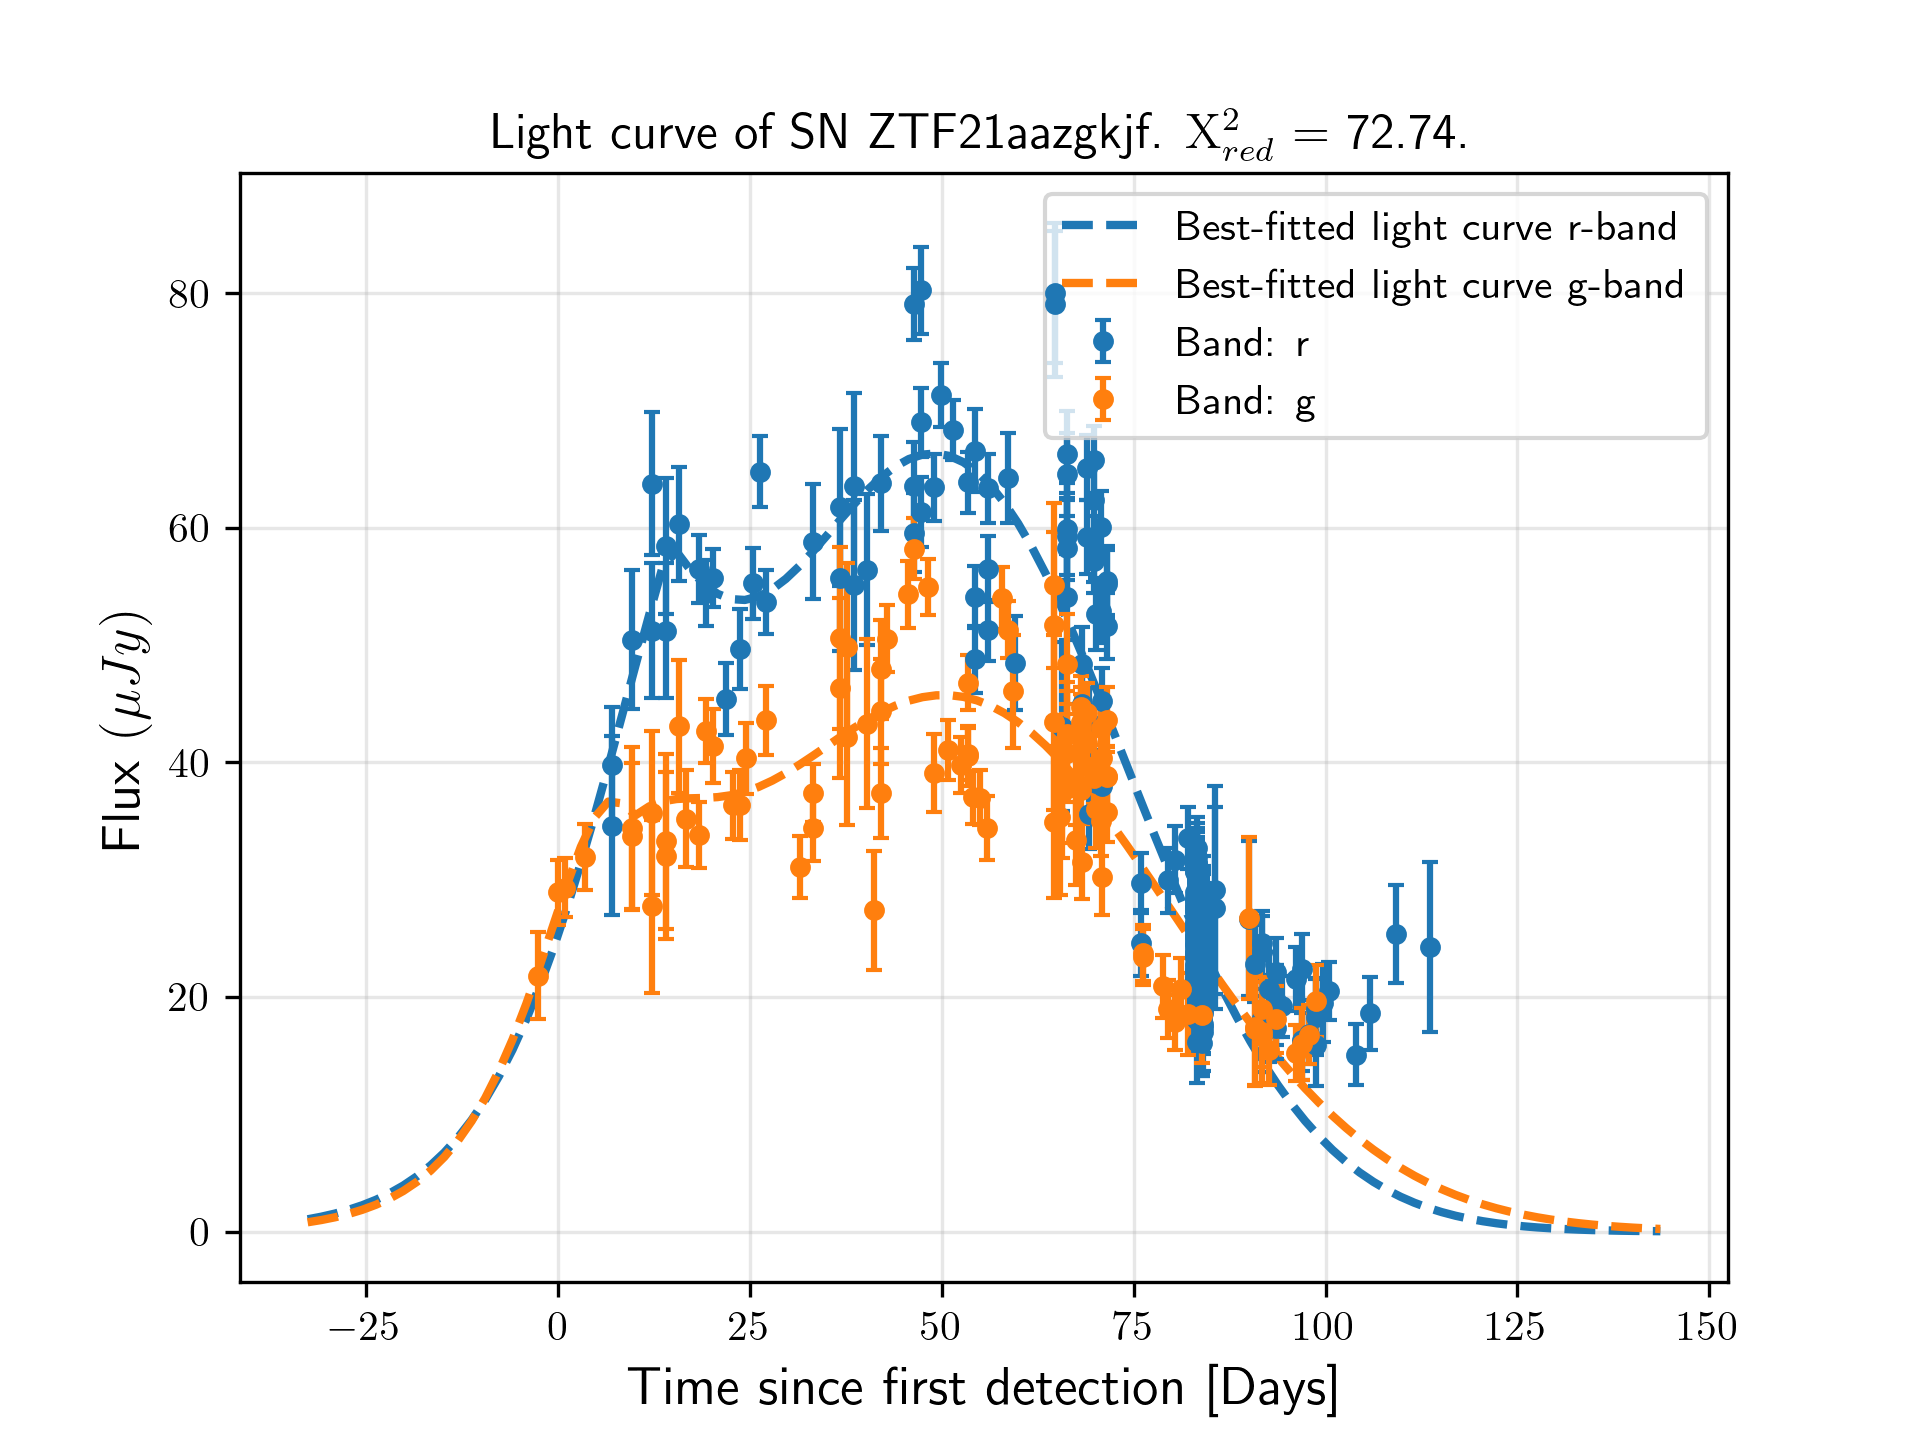 Light curve of SN ZTF21aazgkjf. X²_red = 72.74.
Best-fitted light curve r-band
Best-fitted light curve g-band
Band: r
Band: g
Flux (μJy)
80
60
40
20
0
−25 0 25 50 75 100 125 150
Time since first detection [Days]